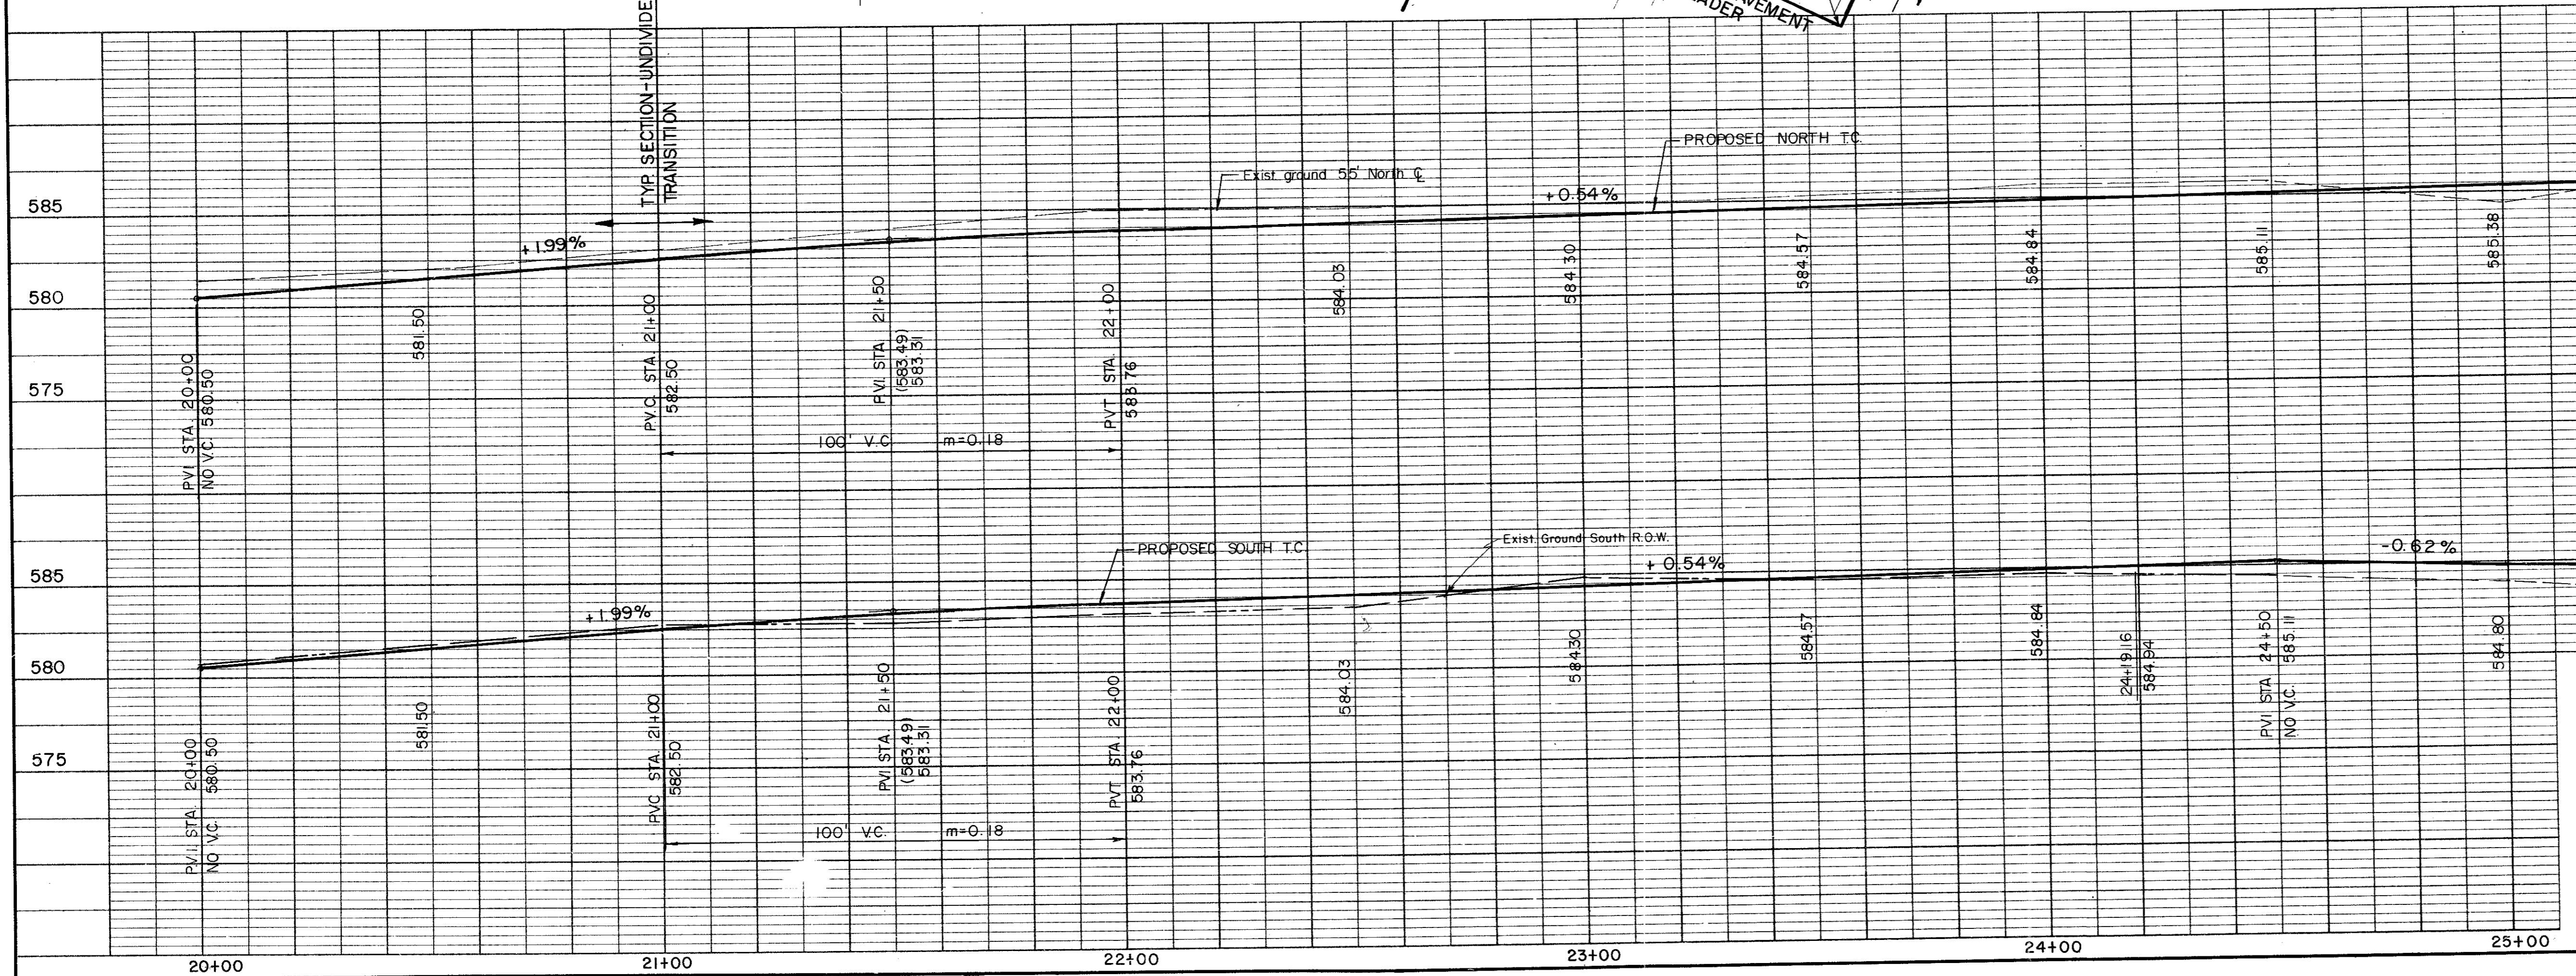 TYP. SECTION-UNDIVIDE
TRANSITION
VEMENT
ADER
PROPOSED NORTH T.C.
Exist. ground 55' North ℄
+0.54%
+1.99%
585
580
575
PVI STA. 20+00
NO V.C. 580.50
581.50
P.V.C. STA. 21+00
582.50
P.V.I. STA 21+50
(583.49)
583.31
PVT STA. 22+00
583.76
584.03
584.30
584.57
584.84
585.11
585.38
100' V.C. m=0.18
PROPOSED SOUTH T.C.
Exist. Ground South R.O.W.
+ 0.54%
-0.62%
+1.99%
585
580
575
P.V.I. STA. 20+00
NO V.C. 580.50
581.50
PVC STA. 21+00
582.50
PVI STA. 21+50
(583.49)
583.31
PVT STA. 22+00
583.76
584.03
584.30
584.57
584.84
24+19.16
584.94
PVI STA. 24+50
NO V.C. 585.11
584.80
100' V.C. m=0.18
20+00
21+00
22+00
23+00
24+00
25+00